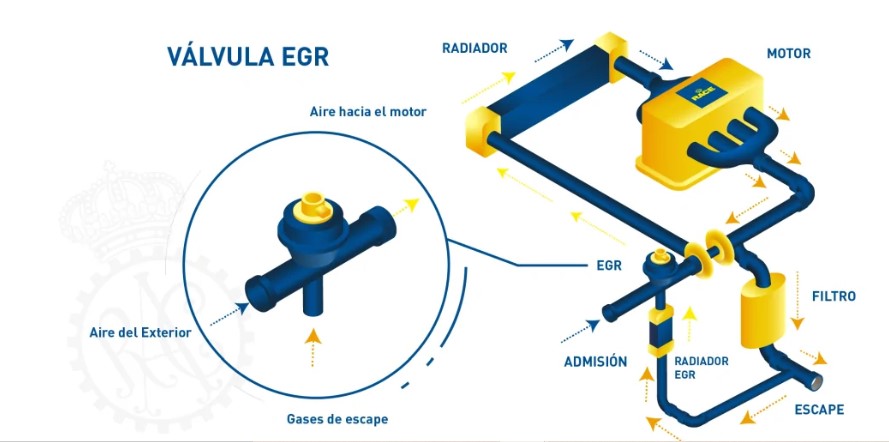 VÁLVULA EGR
RADIADOR
MOTOR
RACE
Aire hacia el motor
EGR
FILTRO
Aire del Exterior
ADMISIÓN
RADIADOR
EGR
Gases de escape
ESCAPE